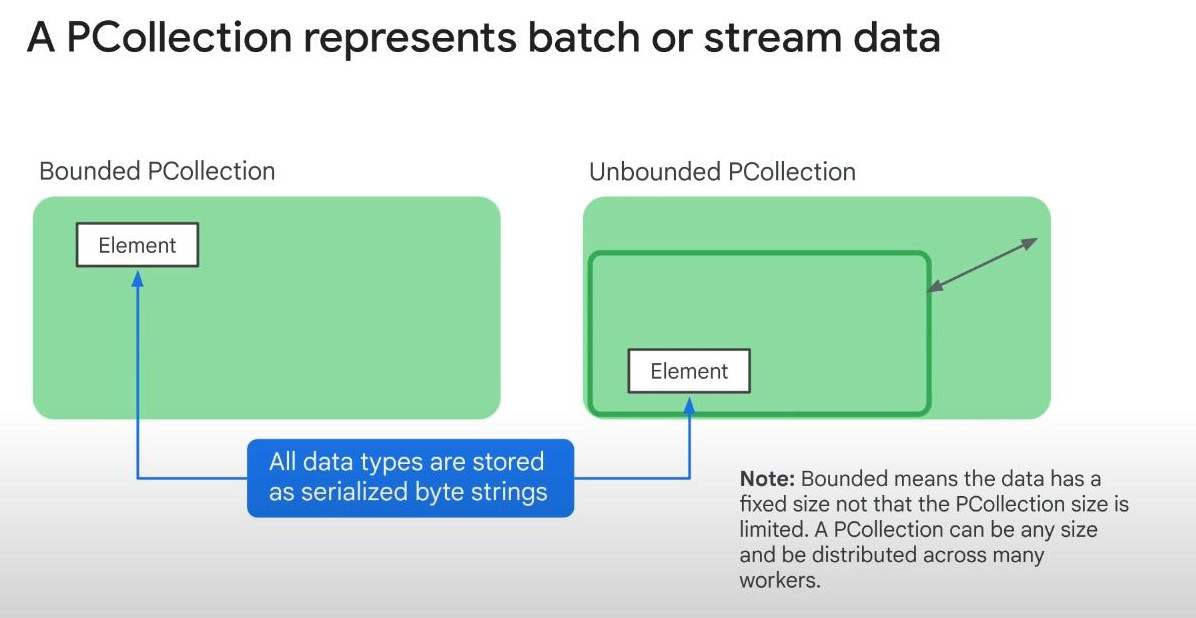 A PCollection represents batch or stream data
Bounded PCollection
Unbounded PCollection
Element
Element
All data types are stored
as serialized byte strings
Note: Bounded means the data has a
fixed size not that the PCollection size is
limited. A PCollection can be any size
and be distributed across many
workers.